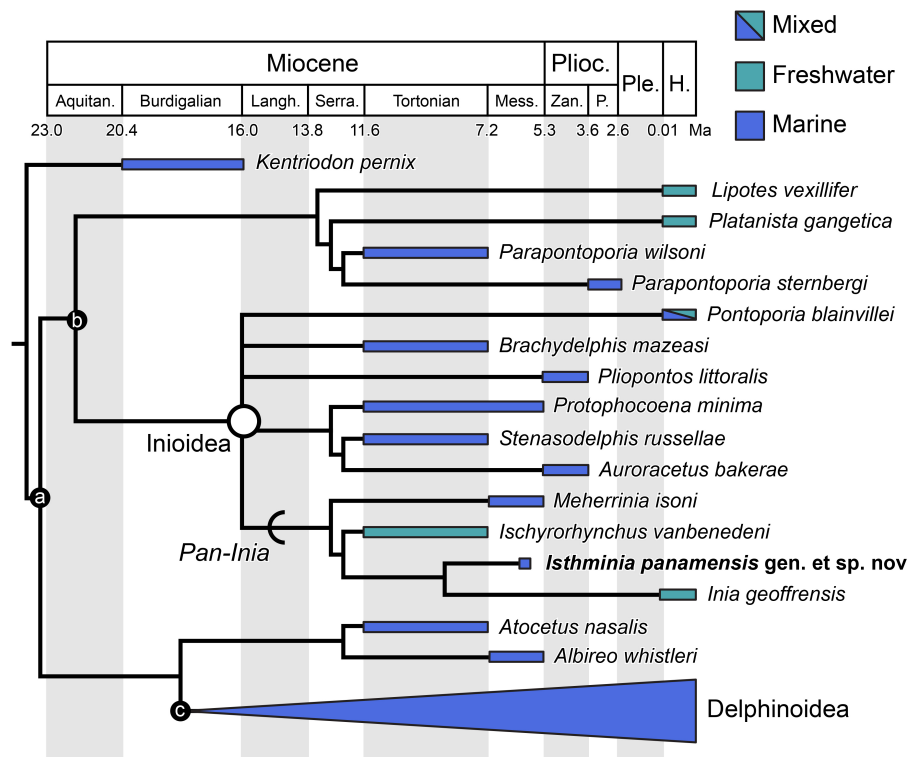 Mixed
Freshwater
Marine
Miocene
Plioc.
Ple.
H.
Aquitan.
Burdigalian
Langh.
Serra.
Tortonian
Mess.
Zan.
P.
23.0 20.4 16.0 13.8 11.6 7.2 5.3 3.6 2.6 0.01 Ma
Kentriodon pernix
Lipotes vexillifer
Platanista gangetica
Parapontoporia wilsoni
Parapontoporia sternbergi
Pontoporia blainvillei
b
Brachydelphis mazeasi
Pliopontos littoralis
Protophocoena minima
Inioidea
Stenasodelphis russellae
Auroracetus bakerae
a
Meherrinia isoni
Ischyrorhynchus vanbenedeni
Pan-Inia
Isthminia panamensis gen. et sp. nov
Inia geoffrensis
Atocetus nasalis
Albireo whistleri
c
Delphinoidea